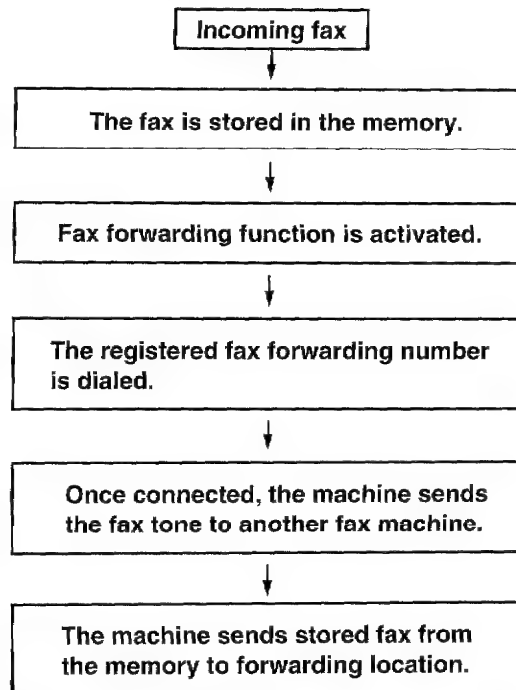 Incoming fax
The fax is stored in the memory.
Fax forwarding function is activated.
The registered fax forwarding number
is dialed.
Once connected, the machine sends
the fax tone to another fax machine.
The machine sends stored fax from
the memory to forwarding location.